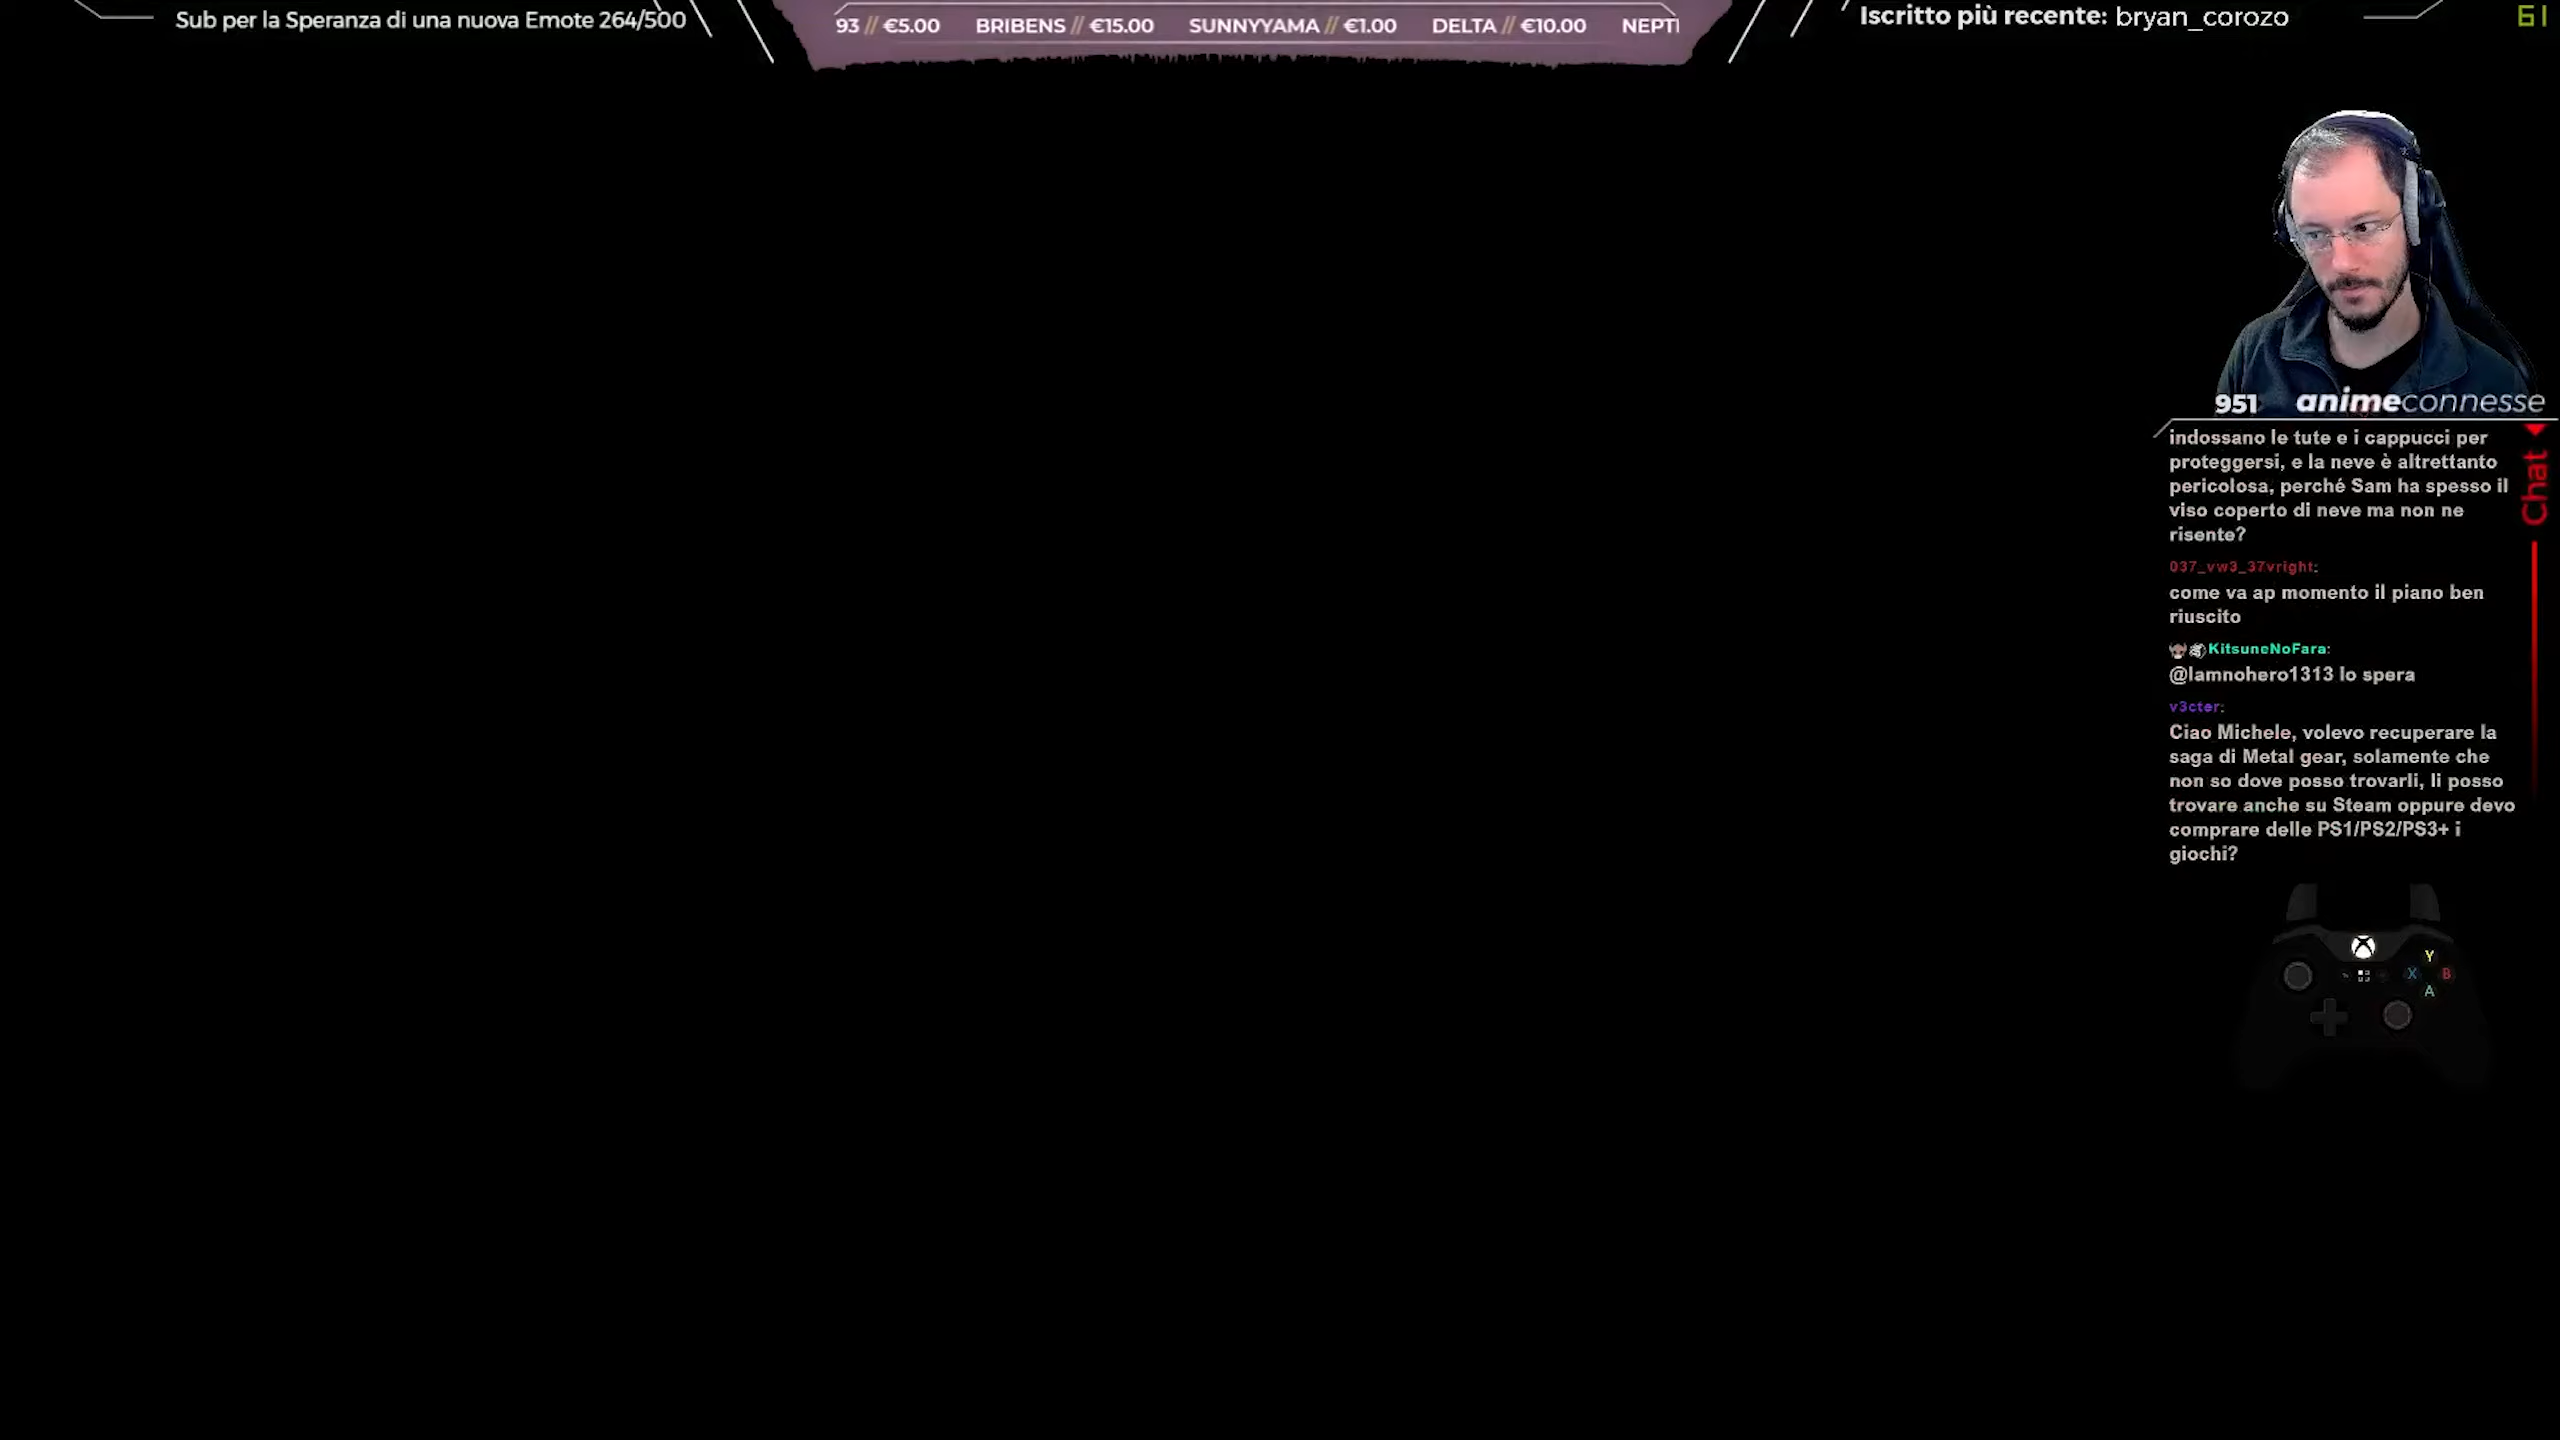 Sub per la Speranza di una nuova Emote 264/500
93 // €5.00 BRIBENS // €15.00 SUNNYYAMA // €1.00 DELTA // €10.00 NEPT
Iscritto più recente: bryan_corozo
61
951 animeconnesse
Chat
indossano le tute e i cappucci per
proteggersi, e la neve è altrettanto
pericolosa, perché Sam ha spesso il
viso coperto di neve ma non ne
risente?
037_vw3_37vright:
come va ap momento il piano ben
riuscito
KitsuneNoFara:
@Iamnohero1313 lo spera
v3cter:
Ciao Michele, volevo recuperare la
saga di Metal gear, solamente che
non so dove posso trovarli, li posso
trovare anche su Steam oppure devo
comprare delle PS1/PS2/PS3+ i
giochi?
Y
X B
A